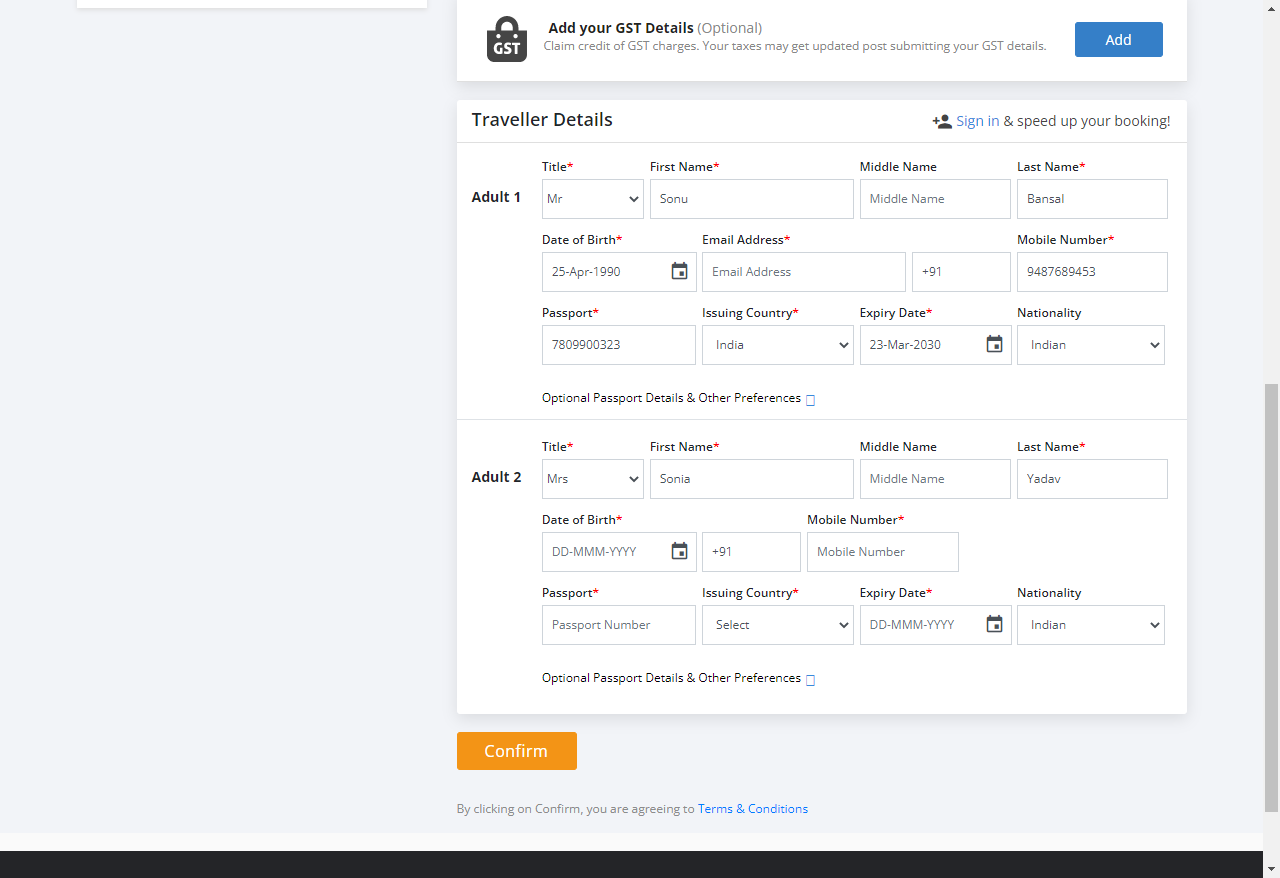 GST
Add your GST Details (Optional)
Claim credit of GST charges. Your taxes may get updated post submitting your GST details.
Add
Traveller Details
Sign in & speed up your booking!
Title* First Name* Middle Name Last Name*
Adult 1 Mr Sonu Middle Name Bansal
Date of Birth* Email Address* Mobile Number*
25-Apr-1990 Email Address +91 9487689453
Passport* Issuing Country* Expiry Date* Nationality
7809900323 India 23-Mar-2030 Indian
Optional Passport Details & Other Preferences
Title* First Name* Middle Name Last Name*
Adult 2 Mrs Sonia Middle Name Yadav
Date of Birth* Mobile Number*
DD-MMM-YYYY +91 Mobile Number
Passport* Issuing Country* Expiry Date* Nationality
Passport Number Select DD-MMM-YYYY Indian
Optional Passport Details & Other Preferences
Confirm
By clicking on Confirm, you are agreeing to Terms & Conditions